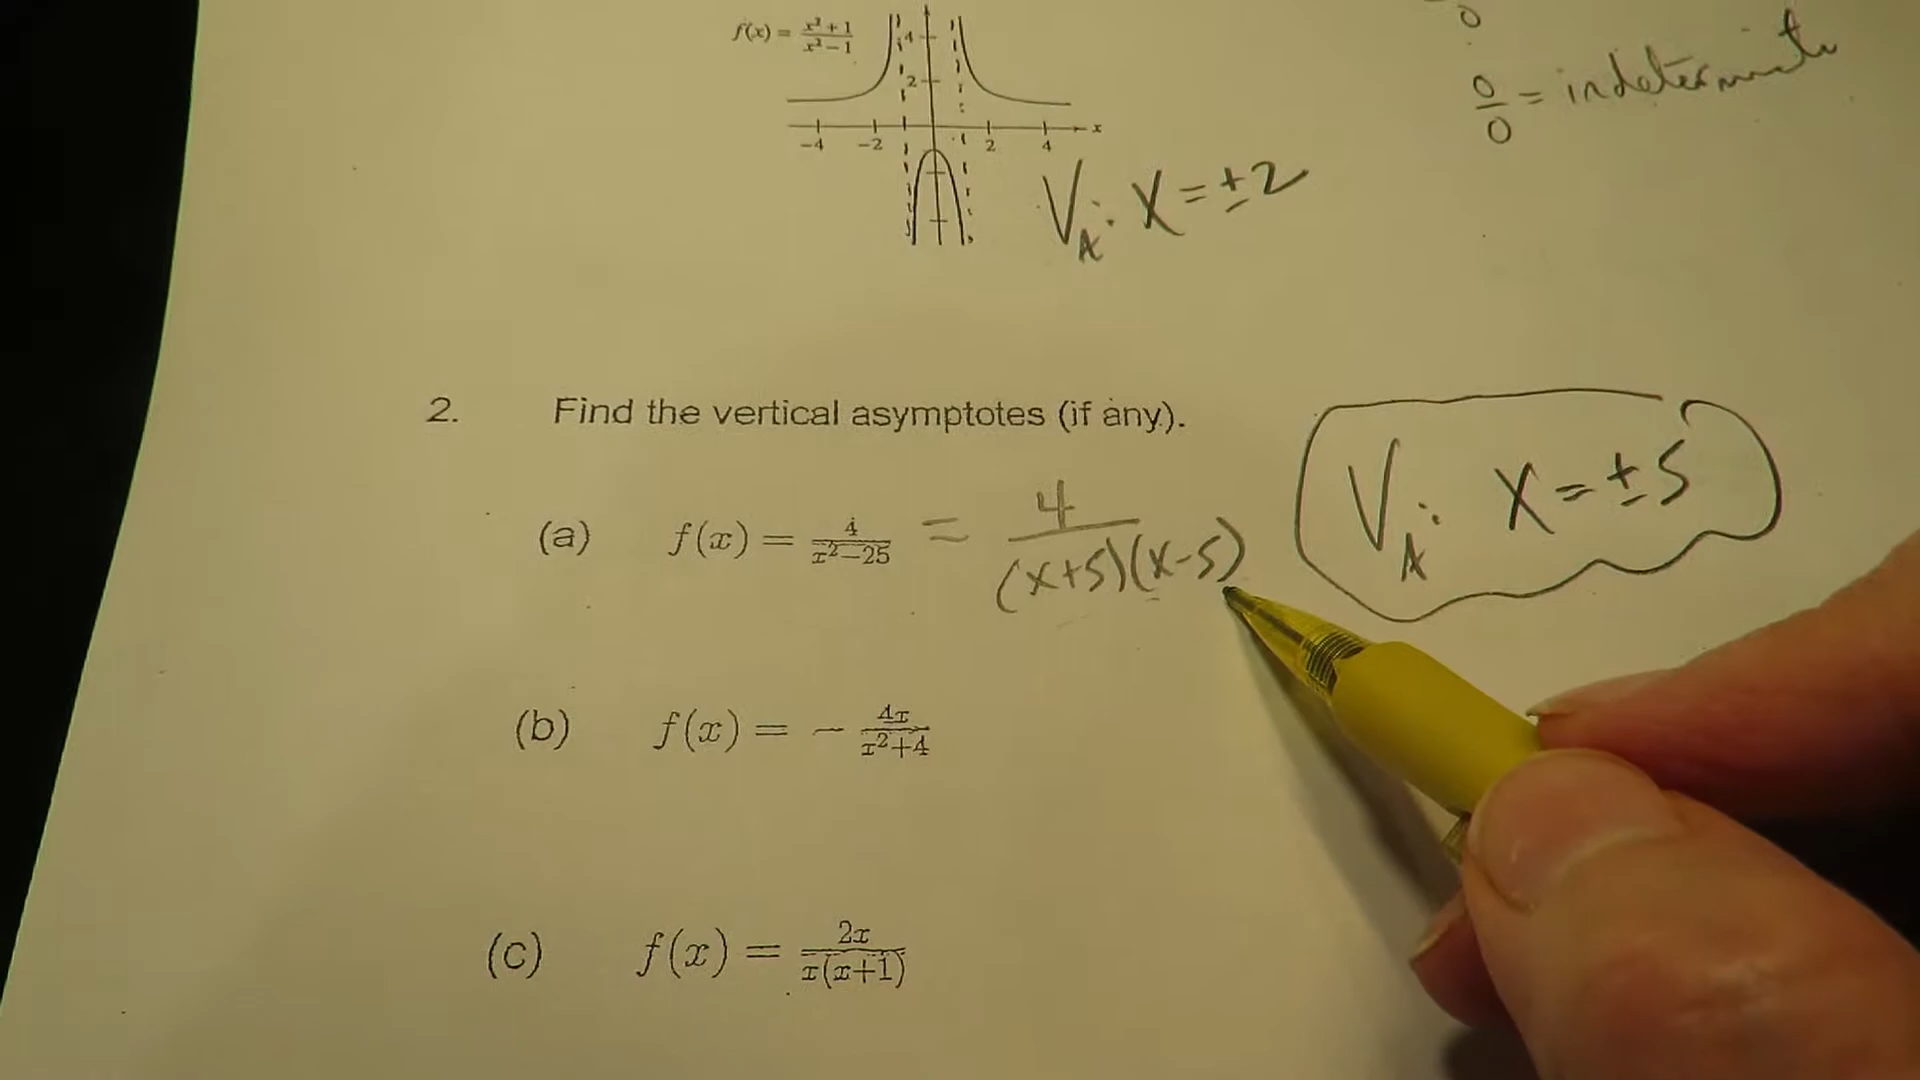 f(x) = x²+1 / x²−1
4
2
−4 −2 2 4 x
V_A: X = ±2
0
0/0 = indeterminate
2. Find the vertical asymptotes (if any).
(a) f(x) = 4/(x²−25) = 4/((x+5)(x-5))
V_A: X = ±5
(b) f(x) = − 4x/(x²+4)
(c) f(x) = 2x/(x(x+1))